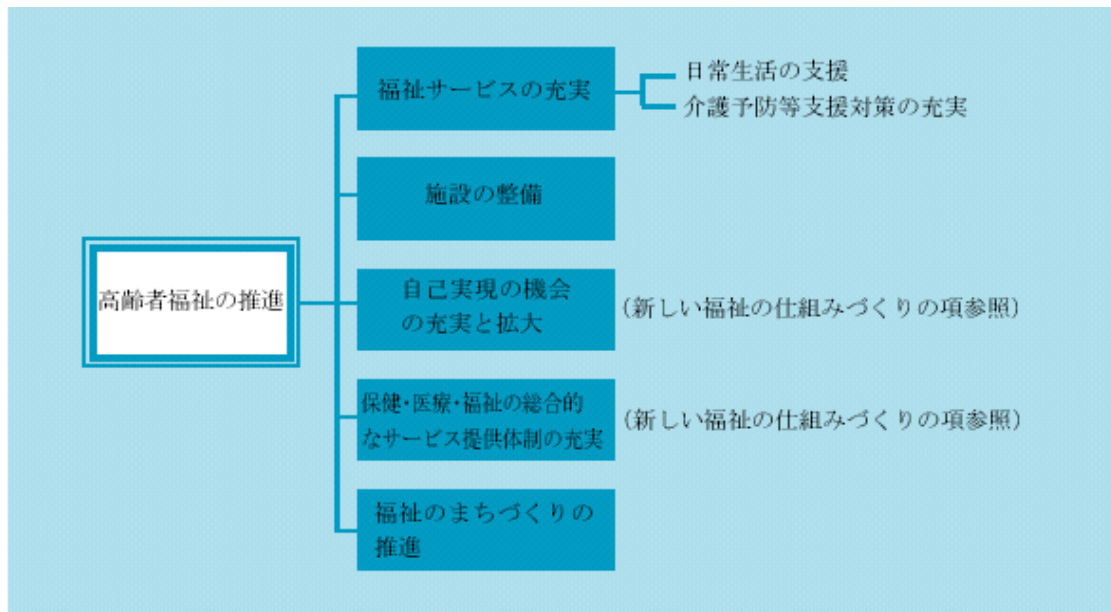 高齢者福祉の推進
福祉サービスの充実
日常生活の支援
介護予防等支援対策の充実
施設の整備
自己実現の機会
の充実と拡大
（新しい福祉の仕組みづくりの項参照）
保健・医療・福祉の総合的
なサービス提供体制の充実
（新しい福祉の仕組みづくりの項参照）
福祉のまちづくりの
推進